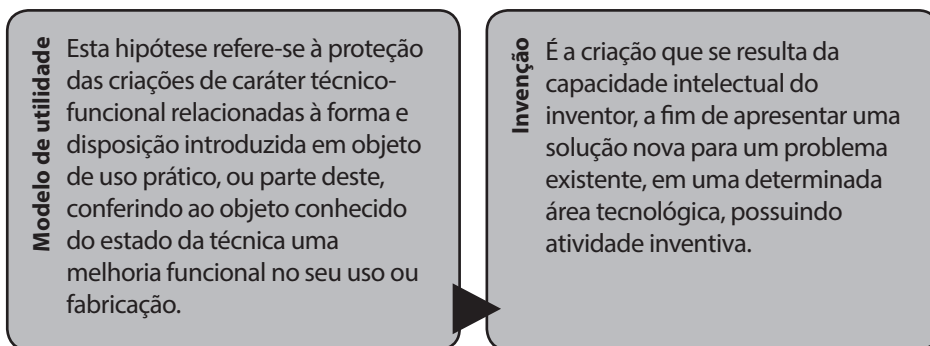 Modelo de utilidade
Esta hipótese refere-se à proteção
das criações de caráter técnico-
funcional relacionadas à forma e
disposição introduzida em objeto
de uso prático, ou parte deste,
conferindo ao objeto conhecido
do estado da técnica uma
melhoria funcional no seu uso ou
fabricação.
Invenção
É a criação que se resulta da
capacidade intelectual do
inventor, a fim de apresentar uma
solução nova para um problema
existente, em uma determinada
área tecnológica, possuindo
atividade inventiva.